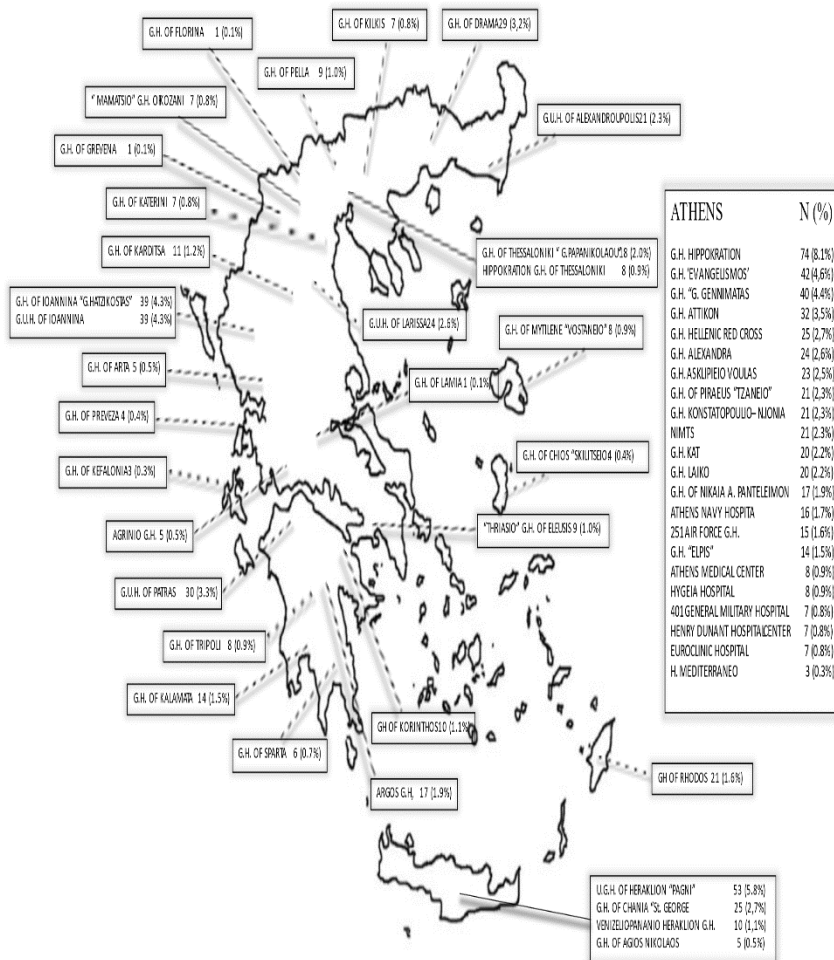 G.H. OF FLORINA 1 (0.1%)
G.H. OF KILKIS 7 (0.8%)
G.H. OF DRAMA29 (3,2%)
G.H. OF PELLA 9 (1.0%)
" MAMATSIO" G.H. OFKOZANI 7 (0.8%)
G.U.H. OF ALEXANDROUPOLIS21 (2.3%)
G.H. OF GREVENA 1 (0.1%)
G.H. OF KATERINI 7 (0.8%)
G.H. OF KARDITSA 11 (1.2%)
G.H. OF THESSALONIKI " G.PAPANIKOLAOU"18 (2.0%)
HIPPOKRATION G.H. OF THESSALONIKI 8 (0.9%)
G.H. OF IOANNINA "G.HATZIKOSTAS" 39 (4.3%)
G.U.H. OF IOANNINA 39 (4.3%)
G.U.H. OF LARISSA24 (2.6%)
G.H. OF MYTILENE "VOSTANEIO" 8 (0.9%)
G.H. OF ARTA 5 (0.5%)
G.H. OF LAMIA 1 (0.1%)
G.H. OF PREVEZA 4 (0.4%)
G.H. OF KEFALONIA3 (0.3%)
G.H. OF CHIOS "SKILITSEIO4 (0.4%)
AGRINIO G.H. 5 (0.5%)
"THRIASIO" G.H. OF ELEUSIS 9 (1.0%)
G.U.H. OF PATRAS 30 (3.3%)
G.H. OF TRIPOLI 8 (0.9%)
G.H. OF KALAMATA 14 (1.5%)
GH OF KORINTHOS10 (1.1%)
G.H. OF SPARTA 6 (0.7%)
ARGOS G.H, 17 (1.9%)
GH OF RHODOS 21 (1.6%)
ATHENS N (%)
G.H. HIPPOKRATION 74 (8.1%)
G.H. 'EVANGELISMOS' 42 (4,6%)
G.H. "G. GENNIMATAS 40 (4.4%)
G.H. ATTIKON 32 (3,5%)
G.H. HELLENIC RED CROSS 25 (2,7%)
G.H. ALEXANDRA 24 (2,6%)
G.H. ASKLIPIEIO VOULAS 23 (2,5%)
G.H. OF PIRAEUS "TZANEIO" 21 (2,3%)
G.H. KONSTATOPOULIO- N.IONIA 21 (2,3%)
NIMTS 21 (2.3%)
G.H. KAT 20 (2.2%)
G.H. LAIKO 20 (2.2%)
G.H. OF NIKAIA A. PANTELEIMON 17 (1.9%)
ATHENS NAVY HOSPITA 16 (1.7%)
251 AIR FORCE G.H. 15 (1.6%)
G.H. "ELPIS" 14 (1.5%)
ATHENS MEDICAL CENTER 8 (0.9%)
HYGEIA HOSPITAL 8 (0.9%)
401GENERAL MILITARY HOSPITAL 7 (0.8%)
HENRY DUNANT HOSPITALCENTER 7 (0.8%)
EUROCLINIC HOSPITAL 7 (0.8%)
H. MEDITERRANEO 3 (0.3%)
U.G.H. OF HERAKLION "PAGNI" 53 (5.8%)
G.H. OF CHANIA "St. GEORGE 25 (2,7%)
VENIZELIO-PANANIO HERAKLION G.H. 10 (1,1%)
G.H. OF AGIOS NIKOLAOS 5 (0.5%)